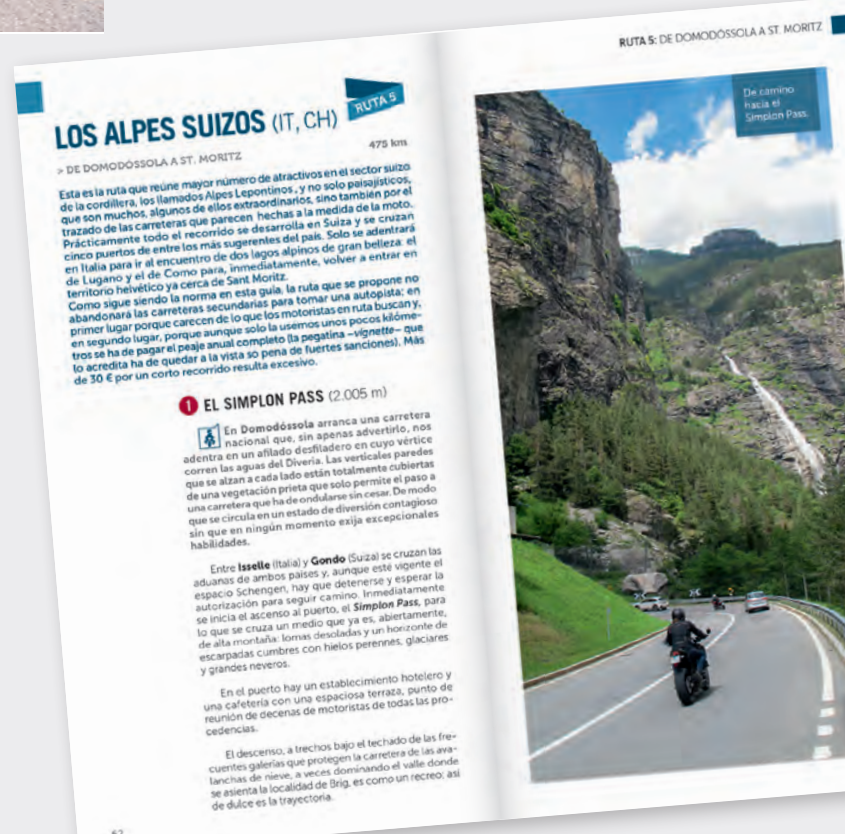 RUTA 5: DE DOMODÓSSOLA A ST. MORITZ
RUTA 5
LOS ALPES SUIZOS (IT, CH)
475 km
> DE DOMODÓSSOLA A ST. MORITZ
Esta es la ruta que reúne mayor número de atractivos en el sector suizo
de la cordillera, los llamados Alpes Lepontinos , y no solo paisajísticos,
que son muchos, algunos de ellos extraordinarios, sino también por el
trazado de las carreteras que parecen hechas a la medida de la moto.
Prácticamente todo el recorrido se desarrolla en Suiza y se cruzan
cinco puertos de entre los más sugerentes del país. Solo se adentrará
en Italia para ir al encuentro de dos lagos alpinos de gran belleza: el
de Lugano y el de Como para, inmediatamente, volver a entrar en
territorio helvético ya cerca de Sant Moritz.
Como sigue siendo la norma en esta guía, la ruta que se propone no
abandonará las carreteras secundarias para tomar una autopista; en
primer lugar porque carecen de lo que los motoristas en ruta buscan y,
en segundo lugar, porque aunque solo la usemos unos pocos kilóme-
tros se ha de pagar el peaje anual completo (la pegatina –vignette– que
lo acredita ha de quedar a la vista so pena de fuertes sanciones). Más
de 30 € por un corto recorrido resulta excesivo.
1 EL SIMPLON PASS (2.005 m)
En Domodóssola arranca una carretera
nacional que, sin apenas advertirlo, nos
adentra en un afilado desfiladero en cuyo vértice
corren las aguas del Diveria. Las verticales paredes
que se alzan a cada lado están totalmente cubiertas
de una vegetación prieta que solo permite el paso a
una carretera que ha de ondularse sin cesar. De modo
que se circula en un estado de diversión contagioso
sin que en ningún momento exija excepcionales
habilidades.
Entre Isselle (Italia) y Gondo (Suiza) se cruzan las
aduanas de ambos países y, aunque esté vigente el
espacio Schengen, hay que detenerse y esperar la
autorización para seguir camino. Inmediatamente
se inicia el ascenso al puerto, el Simplon Pass, para
lo que se cruza un medio que ya es, abiertamente,
de alta montaña: lomas desoladas y un horizonte de
escarpadas cumbres con hielos perennes, glaciares
y grandes neveros.
En el puerto hay un establecimiento hotelero y
una cafetería con una espaciosa terraza, punto de
reunión de decenas de motoristas de todas las pro-
cedencias.
El descenso, a trechos bajo el techado de las fre-
cuentes galerías que protegen la carretera de las ava-
lanchas de nieve, a veces dominando el valle donde
se asienta la localidad de Brig, es como un recreo: así
de dulce es la trayectoria.
De camino
hacia el
Simplon Pass.